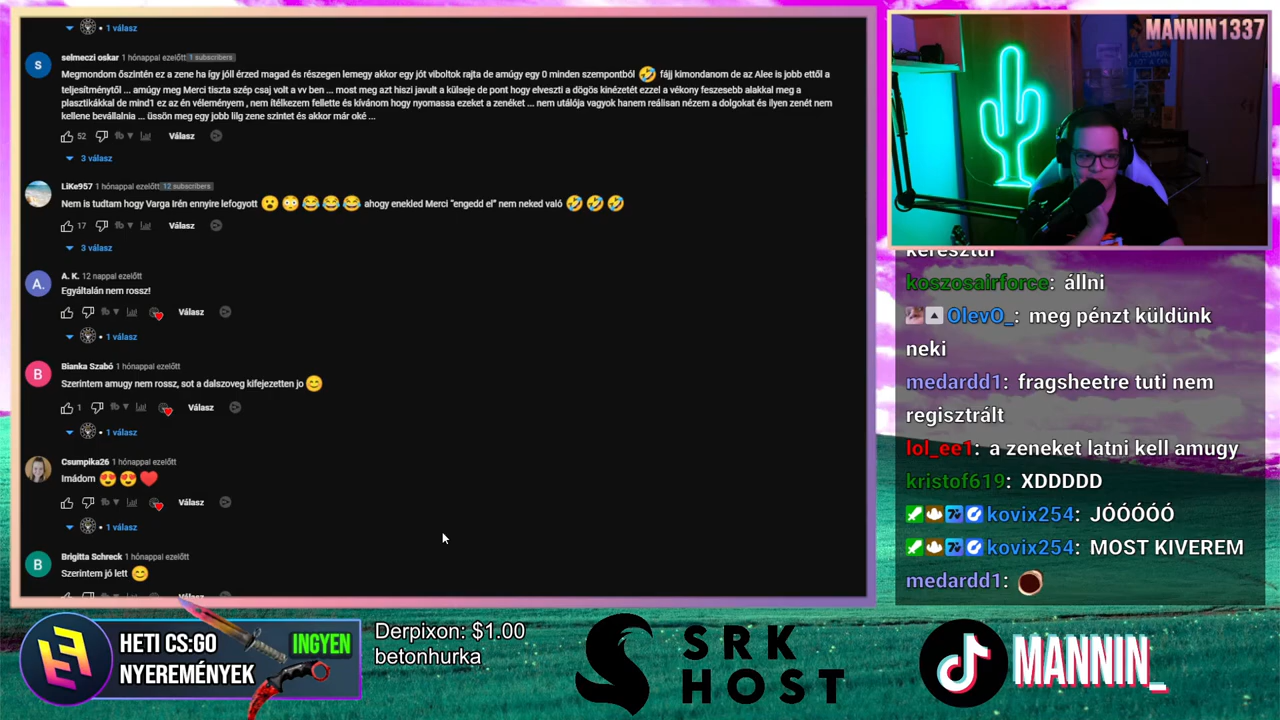 1 válasz
selmeczi oskar 1 hónappal ezelőtt 1 subscribers
Megmondom őszintén ez a zene ha így jóll érzed magad és részegen lemegy akkor egy jót viboltok rajta de amúgy egy 0 minden szempontból 🤣 fájj kimondanom de az Alee is jobb ettől a
teljesítménytől ... amúgy meg Merci tiszta szép csaj volt a vv ben ... most meg azt hiszi javult a külseje de pont hogy elveszti a dögös kinézetét ezzel a vékony feszesebb alakkal meg a
plasztikákkal de mind1 ez az én véleményem , nem ítélkezem fellette és kívánom hogy nyomassa ezeket a zenéket ... nem utálója vagyok hanem reálisan nézem a dolgokat és ilyen zenét nem
kellene bevállalnia ... üssön meg egy jobb lilg zene szintet és akkor már oké ...
52 Válasz
3 válasz
LiKe957 1 hónappal ezelőtt 12 subscribers
Nem is tudtam hogy Varga Irén ennyire lefogyott 😮 😳 😂 😂 😂 ahogy enekled Merci "engedd el" nem neked való 🤣 🤣 🤣
17 Válasz
3 válasz
A. K. 12 nappal ezelőtt
A.
Egyáltalán nem rossz!
Válasz
1 válasz
Bianka Szabó 1 hónappal ezelőtt
B
Szerintem amugy nem rossz, sot a dalszoveg kifejezetten jo 😊
1 Válasz
1 válasz
Csumpika26 1 hónappal ezelőtt
Imádom 😍 😍 ♥
Válasz
1 válasz
Brigitta Schreck 1 hónappal ezelőtt
B
Szerintem jó lett 😊
Válasz
MANNIN1337
keresztül
koszosairforce: állni
OlevO_: meg pénzt küldünk
neki
medardd1: fragsheetre tuti nem
regisztrált
lol_ee1: a zeneket latni kell amugy
kristof619: XDDDDD
kovix254: JÓÓÓÓÓ
kovix254: MOST KIVEREM
medardd1:
HETI CS:GO INGYEN
NYEREMÉNYEK
Derpixon: $1.00
betonhurka
SRK
HOST
MANNIN_